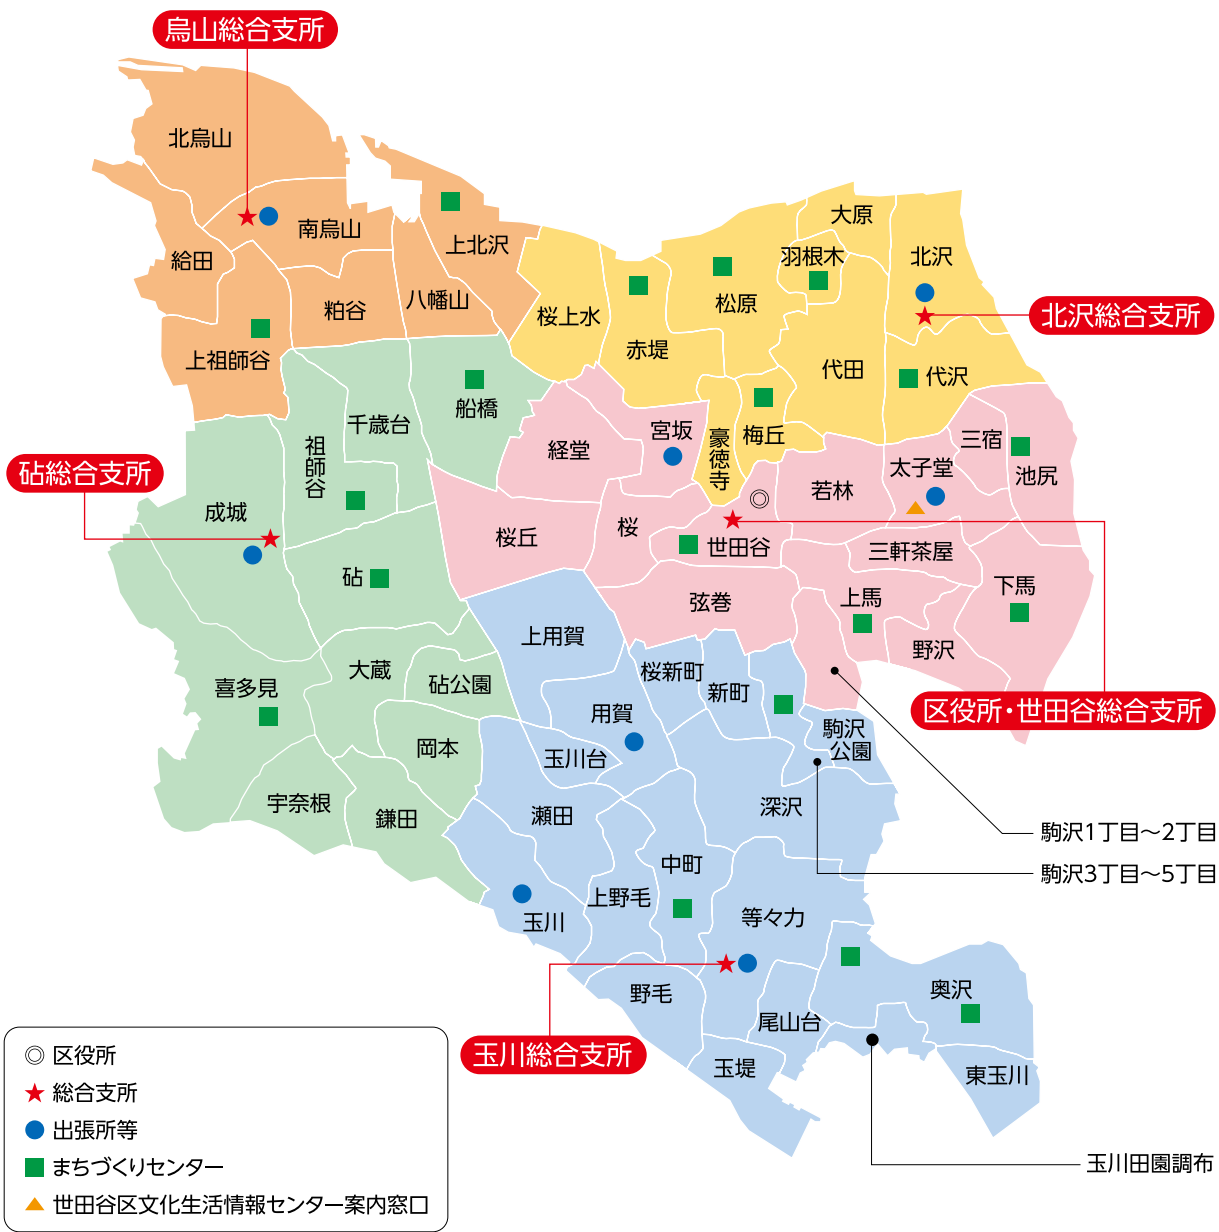 烏山総合支所
北烏山
南烏山
上北沢
給田
粕谷
八幡山
上祖師谷
大原
羽根木
北沢
桜上水
松原
北沢総合支所
赤堤
代田
代沢
船橋
千歳台
祖師谷
梅丘
豪徳寺
宮坂
経堂
三宿
太子堂
池尻
砧総合支所
成城
若林
桜
桜丘
世田谷
三軒茶屋
砧
弦巻
上馬
下馬
野沢
上用賀
大蔵
砧公園
喜多見
桜新町
新町
区役所・世田谷総合支所
用賀
駒沢
公園
岡本
玉川台
宇奈根
鎌田
瀬田
深沢
駒沢1丁目～2丁目
駒沢3丁目～5丁目
中町
上野毛
玉川
等々力
野毛
奥沢
尾山台
玉川総合支所
玉堤
東玉川
玉川田園調布
区役所
総合支所
出張所等
まちづくりセンター
世田谷区文化生活情報センター案内窓口